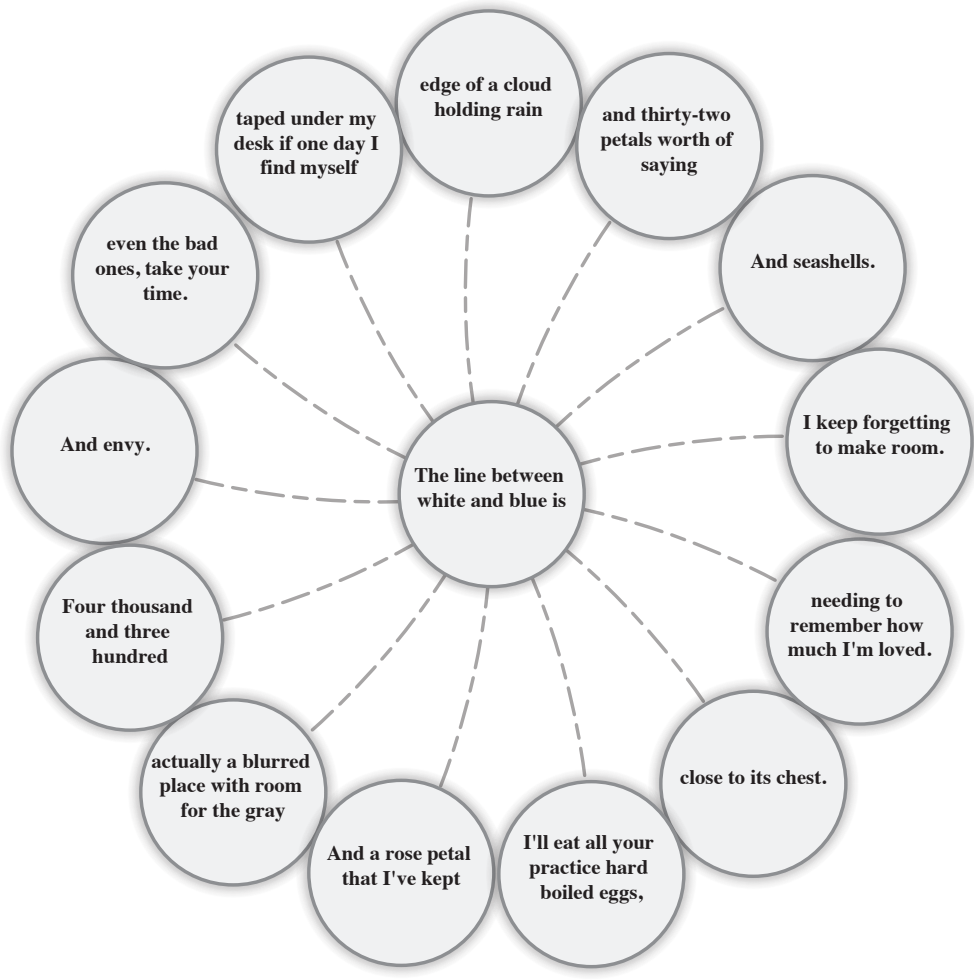 edge of a cloud
holding rain
and thirty-two
petals worth of
saying
And seashells.
I keep forgetting
to make room.
needing to
remember how
much I'm loved.
close to its chest.
I'll eat all your
practice hard
boiled eggs,
And a rose petal
that I've kept
actually a blurred
place with room
for the gray
Four thousand
and three
hundred
And envy.
even the bad
ones, take your
time.
taped under my
desk if one day I
find myself
The line between
white and blue is